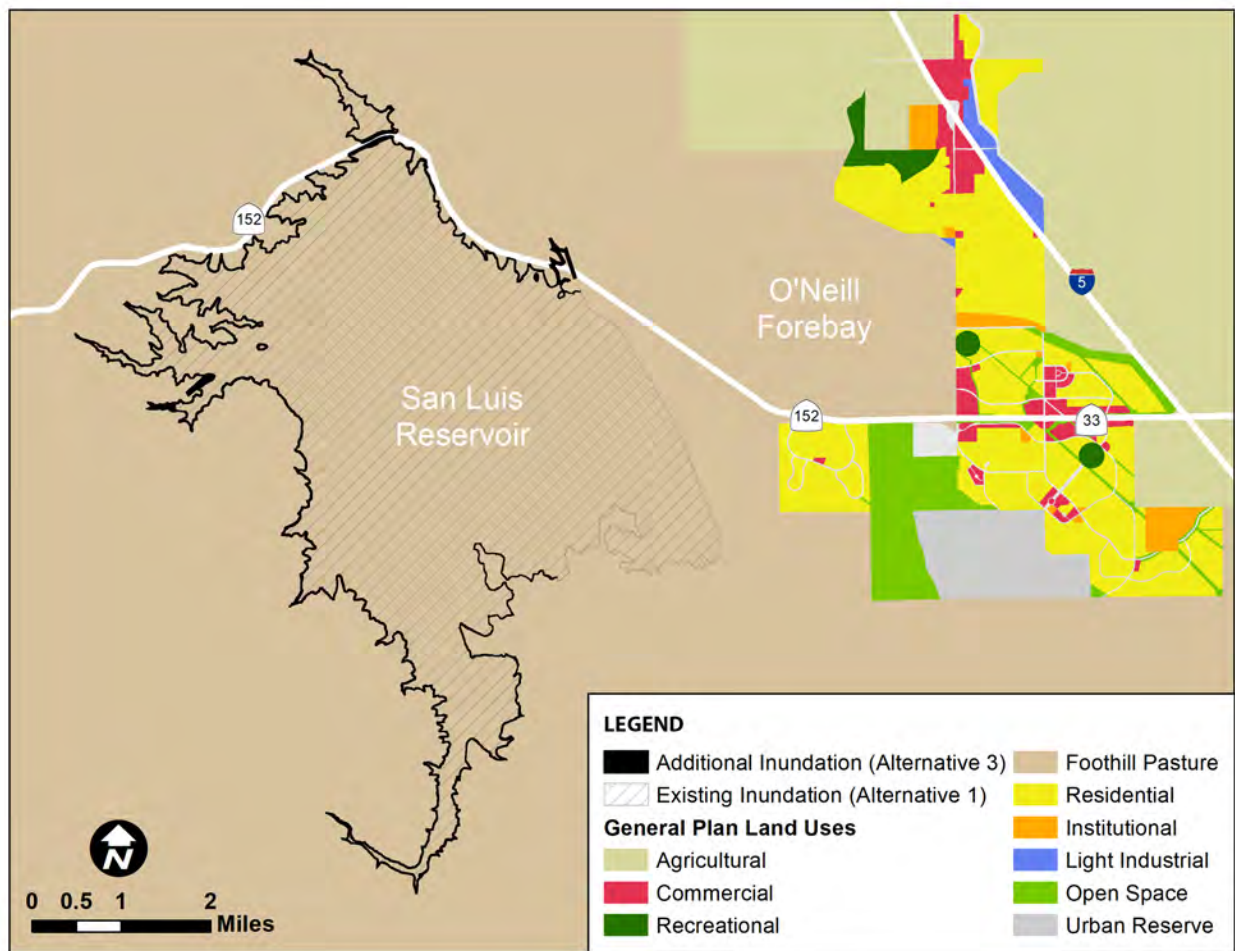 152
O'Neill
Forebay
5
San Luis
Reservoir
152
33
LEGEND
Additional Inundation (Alternative 3)
Existing Inundation (Alternative 1)
General Plan Land Uses
Agricultural
Commercial
Recreational
Foothill Pasture
Residential
Institutional
Light Industrial
Open Space
Urban Reserve
N
0 0.5 1 2
Miles